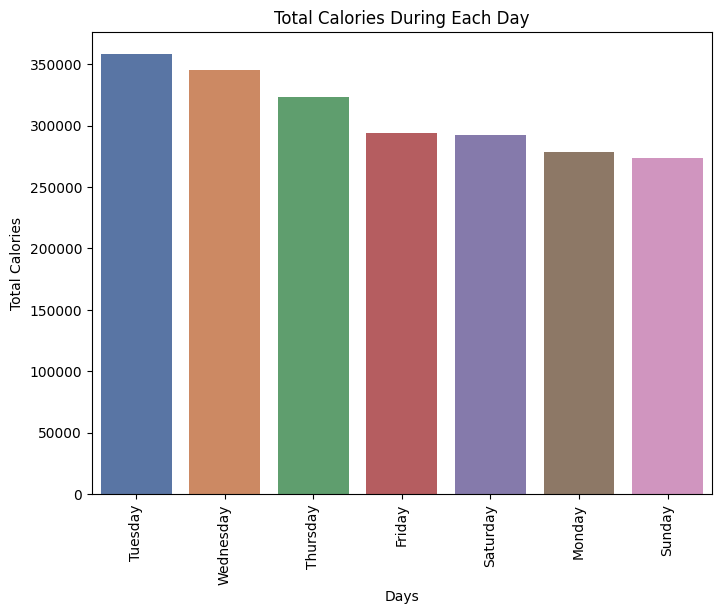 Total Calories During Each Day
Total Calories
350000
300000
250000
200000
150000
100000
50000
0
Tuesday
Wednesday
Thursday
Friday
Saturday
Monday
Sunday
Days